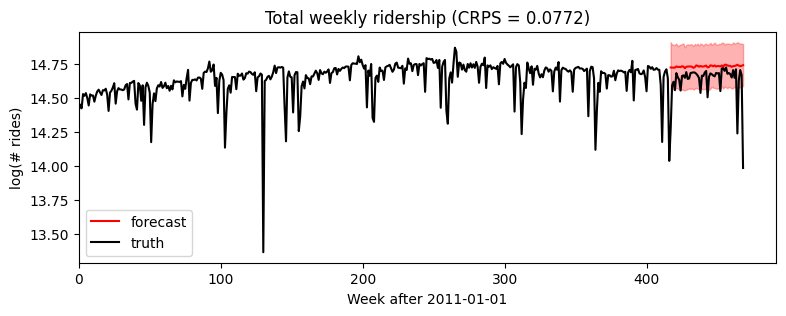 Total weekly ridership (CRPS = 0.0772)
log(# rides)
14.75
14.50
14.25
14.00
13.75
13.50
forecast
truth
0 100 200 300 400
Week after 2011-01-01